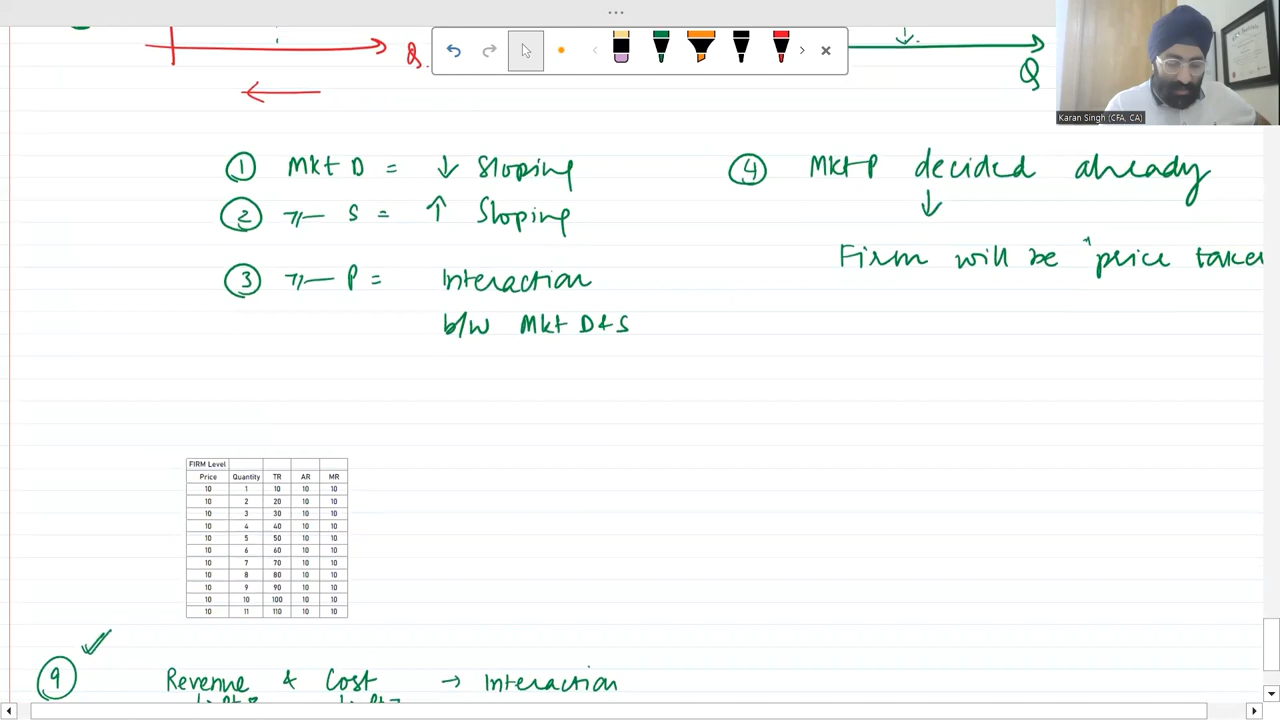 Q.
Q
Karan Singh (CFA, CA)
① Mkt D = ↓ Sloping
② –〃– S = ↑ Sloping
③ –〃– P = Interaction
b/w Mkt D & S
④ Mkt P decided already
↓
Firm will be "price taker
FIRM Level
Price Quantity TR AR MR
10 1 10 10 10
10 2 20 10 10
10 3 30 10 10
10 4 40 10 10
10 5 50 10 10
10 6 60 10 10
10 7 70 10 10
10 8 80 10 10
10 9 90 10 10
10 10 100 10 10
10 11 110 10 10
⑨ Revenue & Cost → Interaction